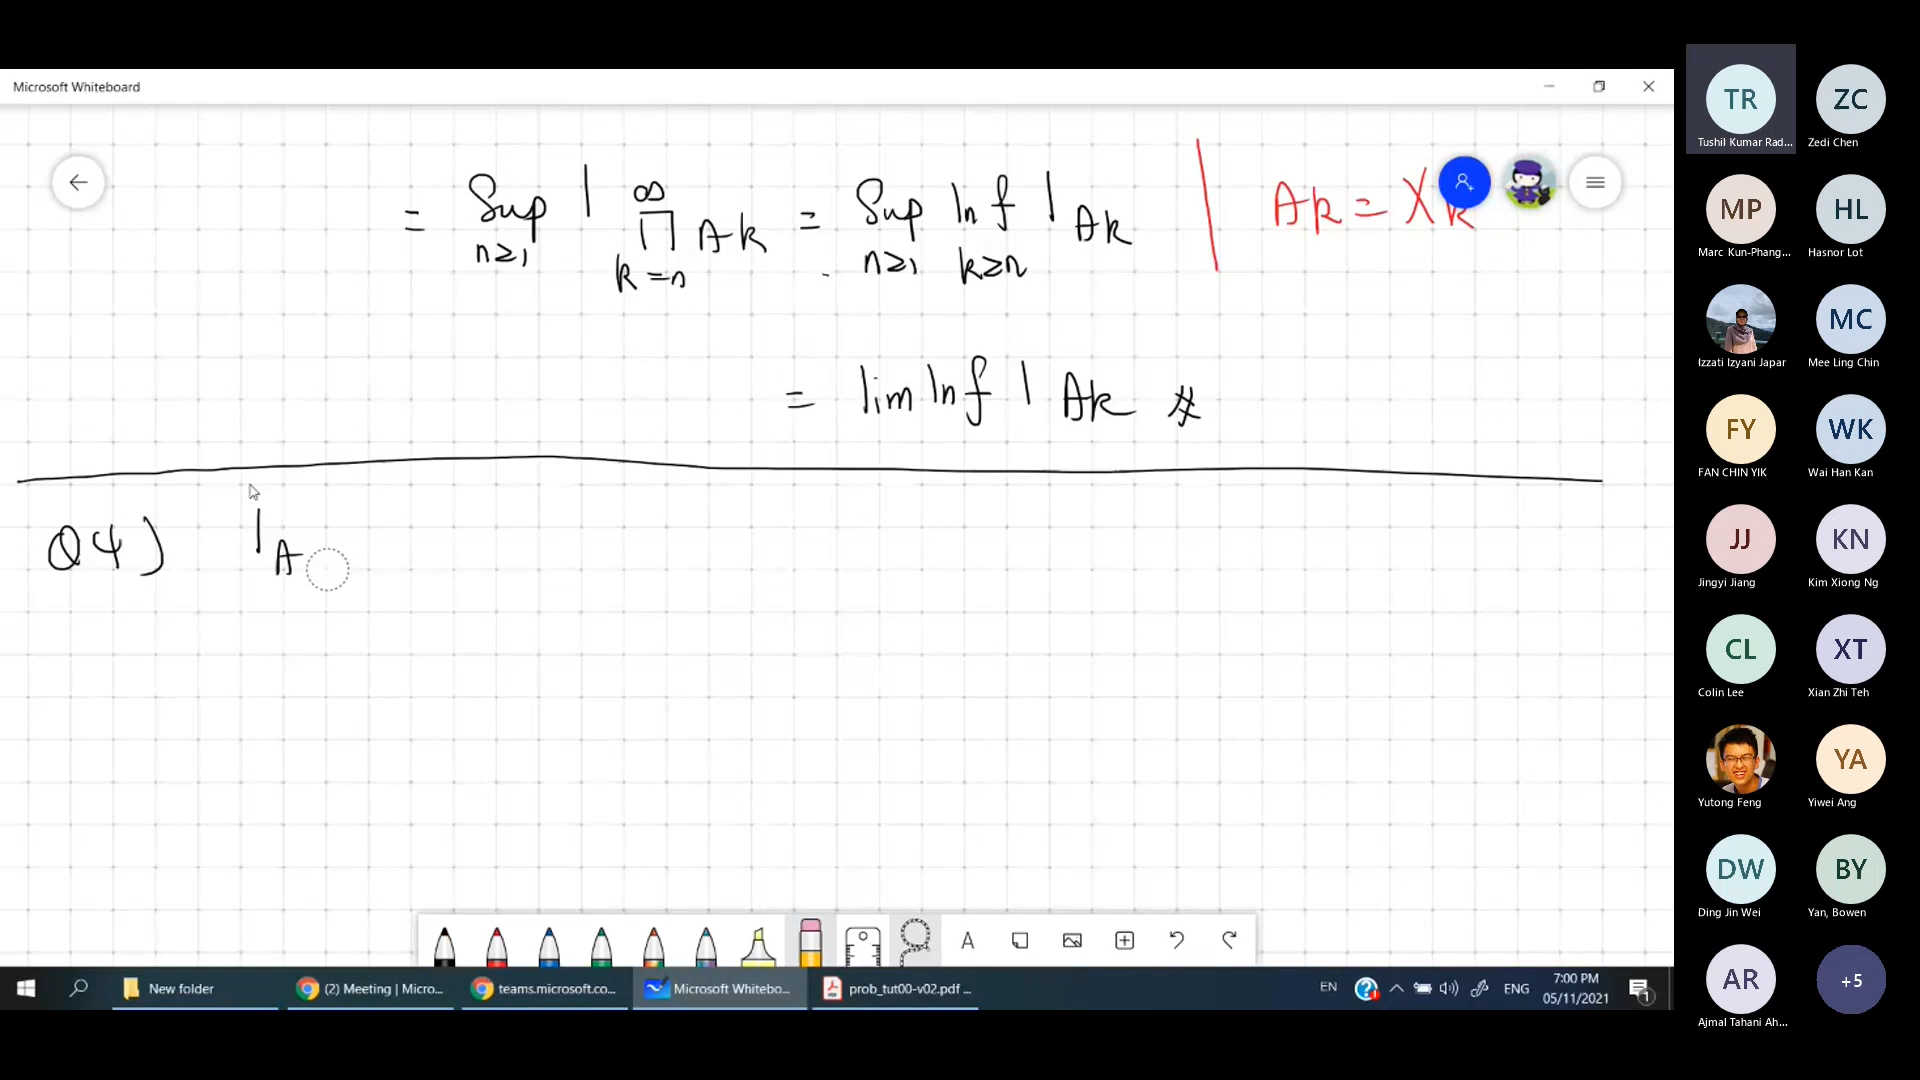 Microsoft Whiteboard
= Sup n≥1 1 ∞ ∏ k=n Ak = Sup n≥1 Inf k≥n 1 Ak | Ak = Xk
= lim Inf 1 Ak #
Q4) 1 A
TR
Tushil Kumar Rad...
ZC
Zedi Chen
MP
Marc Kun-Phang...
HL
Hasnor Lot
Izzati Izyani Japar
MC
Mee Ling Chin
FY
FAN CHIN YIK
WK
Wai Han Kan
JJ
Jingyi Jiang
KN
Kim Xiong Ng
CL
Colin Lee
XT
Xian Zhi Teh
Yutong Feng
YA
Yiwei Ang
DW
Ding Jin Wei
BY
Yan, Bowen
AR
Ajmal Tahani Ah...
+5
New folder
(2) Meeting | Micro...
teams.microsoft.co...
Microsoft Whitebo...
prob_tut00-v02.pdf ...
EN
ENG
7:00 PM
05/11/2021
1